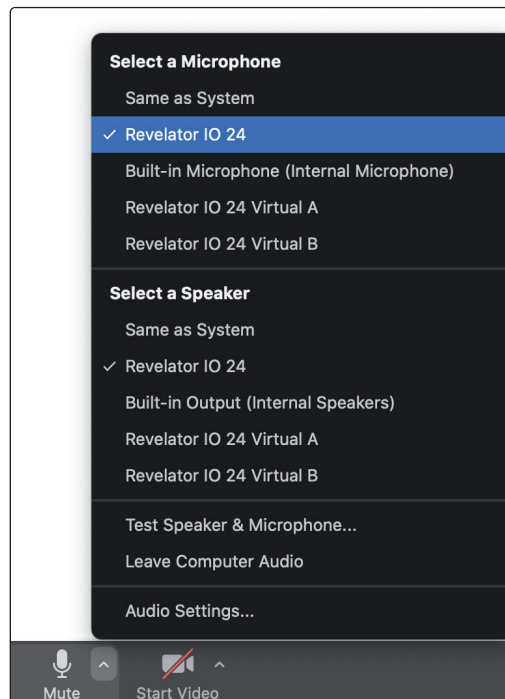 Select a Microphone
Same as System
Revelator IO 24
Built-in Microphone (Internal Microphone)
Revelator IO 24 Virtual A
Revelator IO 24 Virtual B
Select a Speaker
Same as System
Revelator IO 24
Built-in Output (Internal Speakers)
Revelator IO 24 Virtual A
Revelator IO 24 Virtual B
Test Speaker & Microphone...
Leave Computer Audio
Audio Settings...
Mute Start Video